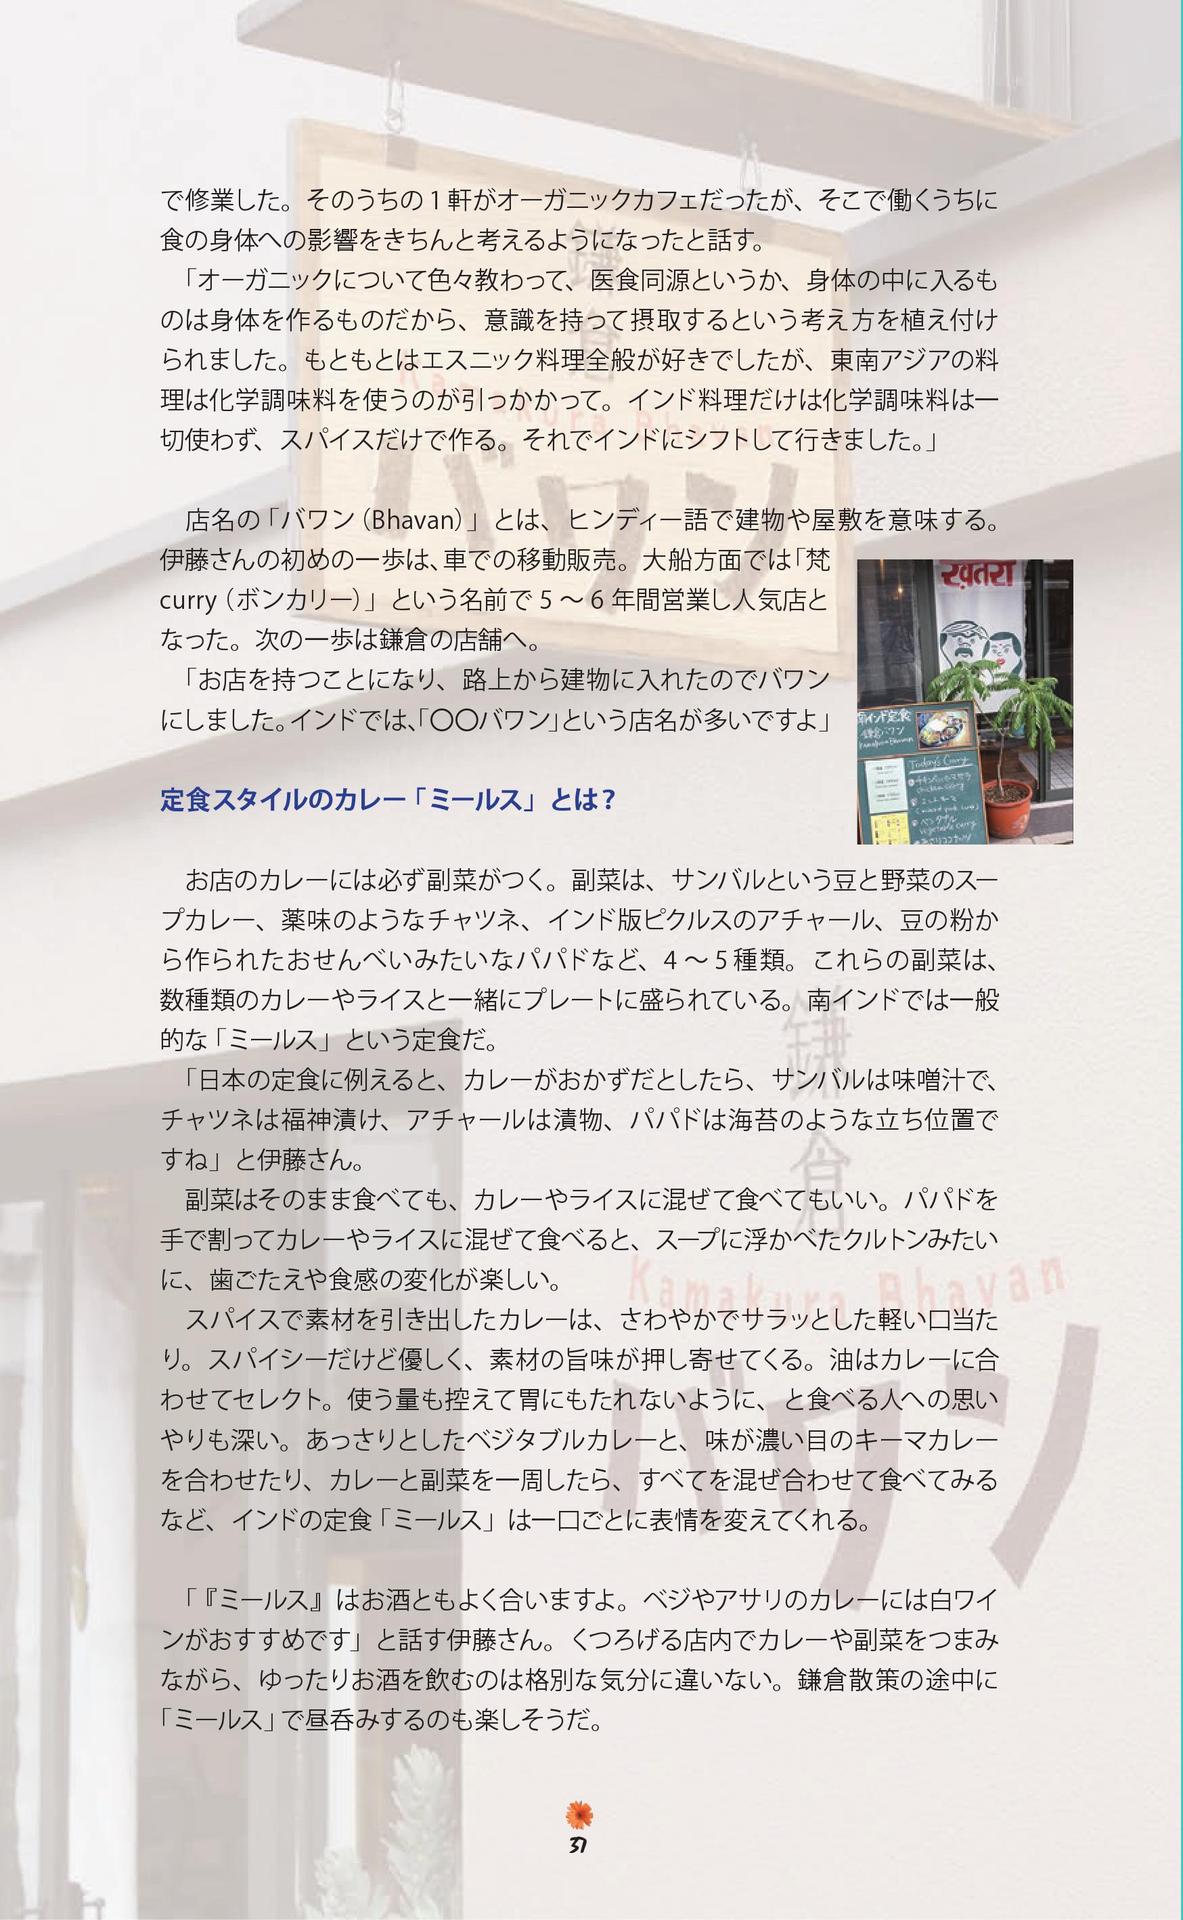 で修業した。そのうちの1軒がオーガニックカフェだったが、そこで働くうちに
食の身体への影響をきちんと考えるようになったと話す。
「オーガニックについて色々教わって、医食同源というか、身体の中に入るも
のは身体を作るものだから、意識を持って摂取するという考え方を植え付け
られました。もともとはエスニック料理全般が好きでしたが、東南アジアの料
理は化学調味料を使うのが引っかかって。インド料理だけは化学調味料は一
切使わず、スパイスだけで作る。それでインドにシフトして行きました。」
店名の「バワン（Bhavan）」とは、ヒンディー語で建物や屋敷を意味する。
伊藤さんの初めの一歩は、車での移動販売。大船方面では「梵
curry（ボンカリー）」という名前で5～6年間営業し人気店と
なった。次の一歩は鎌倉の店舗へ。
「お店を持つことになり、路上から建物に入れたのでバワン
にしました。インドでは、「〇〇バワン」という店名が多いですよ」
定食スタイルのカレー「ミールス」とは？
お店のカレーには必ず副菜がつく。副菜は、サンバルという豆と野菜のスー
プカレー、薬味のようなチャツネ、インド版ピクルスのアチャール、豆の粉か
ら作られたおせんべいみたいなパパドなど、4～5種類。これらの副菜は、
数種類のカレーやライスと一緒にプレートに盛られている。南インドでは一般
的な「ミールス」という定食だ。
「日本の定食に例えると、カレーがおかずだとしたら、サンバルは味噌汁で、
チャツネは福神漬け、アチャールは漬物、パパドは海苔のような立ち位置で
すね」と伊藤さん。
副菜はそのまま食べても、カレーやライスに混ぜて食べてもいい。パパドを
手で割ってカレーやライスに混ぜて食べると、スープに浮かべたクルトンみたい
に、歯ごたえや食感の変化が楽しい。
スパイスで素材を引き出したカレーは、さわやかでサラッとした軽い口当た
り。スパイシーだけど優しく、素材の旨味が押し寄せてくる。油はカレーに合
わせてセレクト。使う量も控えて胃にもたれないように、と食べる人への思い
やりも深い。あっさりとしたベジタブルカレーと、味が濃い目のキーマカレー
を合わせたり、カレーと副菜を一周したら、すべてを混ぜ合わせて食べてみる
など、インドの定食「ミールス」は一口ごとに表情を変えてくれる。
「『ミールス』はお酒ともよく合いますよ。ベジやアサリのカレーには白ワイ
ンがおすすめです」と話す伊藤さん。くつろげる店内でカレーや副菜をつまみ
ながら、ゆったりお酒を飲むのは格別な気分に違いない。鎌倉散策の途中に
「ミールス」で昼呑みするのも楽しそうだ。
鎌倉
Kamakura Bhavan
バワン
鎌倉
Kamakura Bhavan
バワン
खतरा
南インド定食
鎌倉バワン
Kamakura Bhavan
Today's Curry
chicken curry
vegetable curry
37